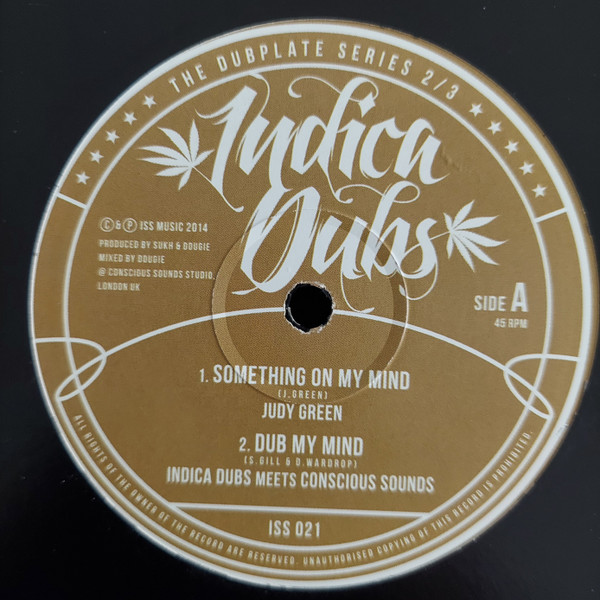 THE DUBPLATE SERIES 2/3
Indica
Dubs
Ⓒ & Ⓟ ISS MUSIC 2014
PRODUCED BY SUKH & DOUGIE
MIXED BY DOUGIE
@ CONSCIOUS SOUNDS STUDIO,
LONDON UK
SIDE A
45 RPM
1. SOMETHING ON MY MIND
(J.GREEN)
JUDY GREEN
2. DUB MY MIND
(S.GILL & D.WARDROP)
INDICA DUBS MEETS CONSCIOUS SOUNDS
ISS 021
ALL RIGHTS OF THE OWNER OF THE RECORD ARE RESERVED. UNAUTHORISED COPYING OF THIS RECORD IS PROHIBITED.